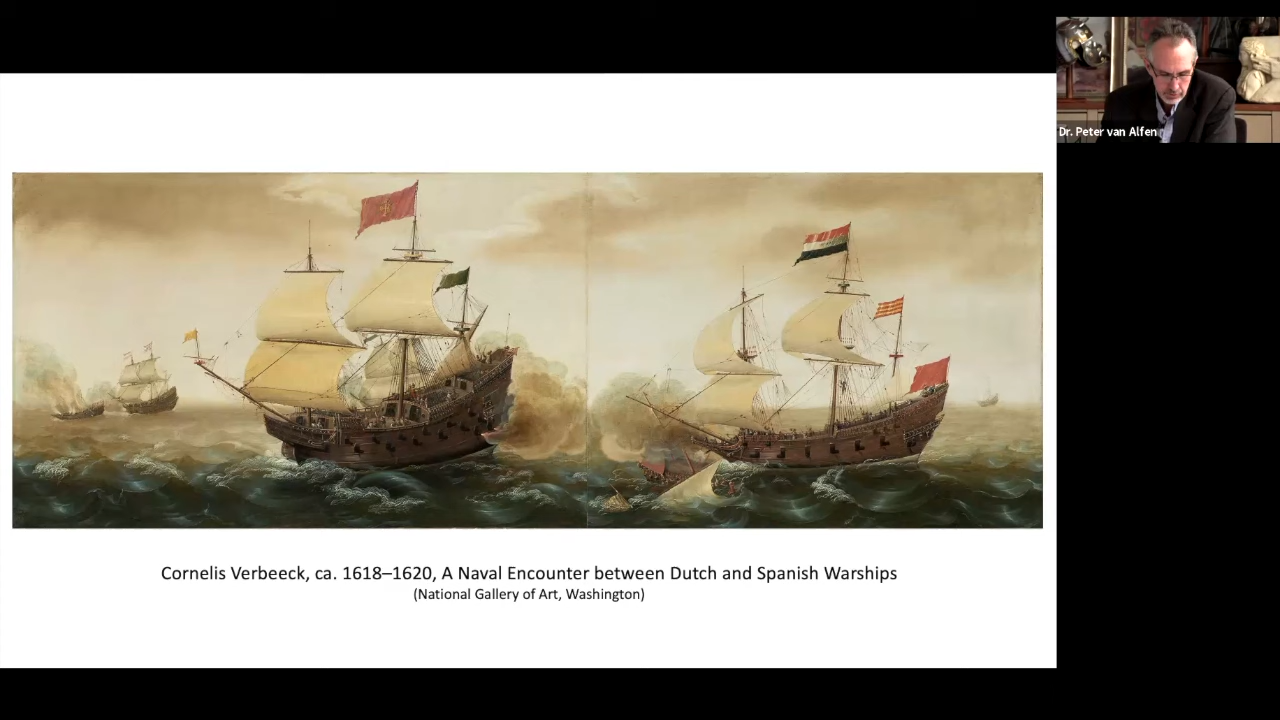 Dr. Peter van Alfen
Cornelis Verbeeck, ca. 1618–1620, A Naval Encounter between Dutch and Spanish Warships
(National Gallery of Art, Washington)